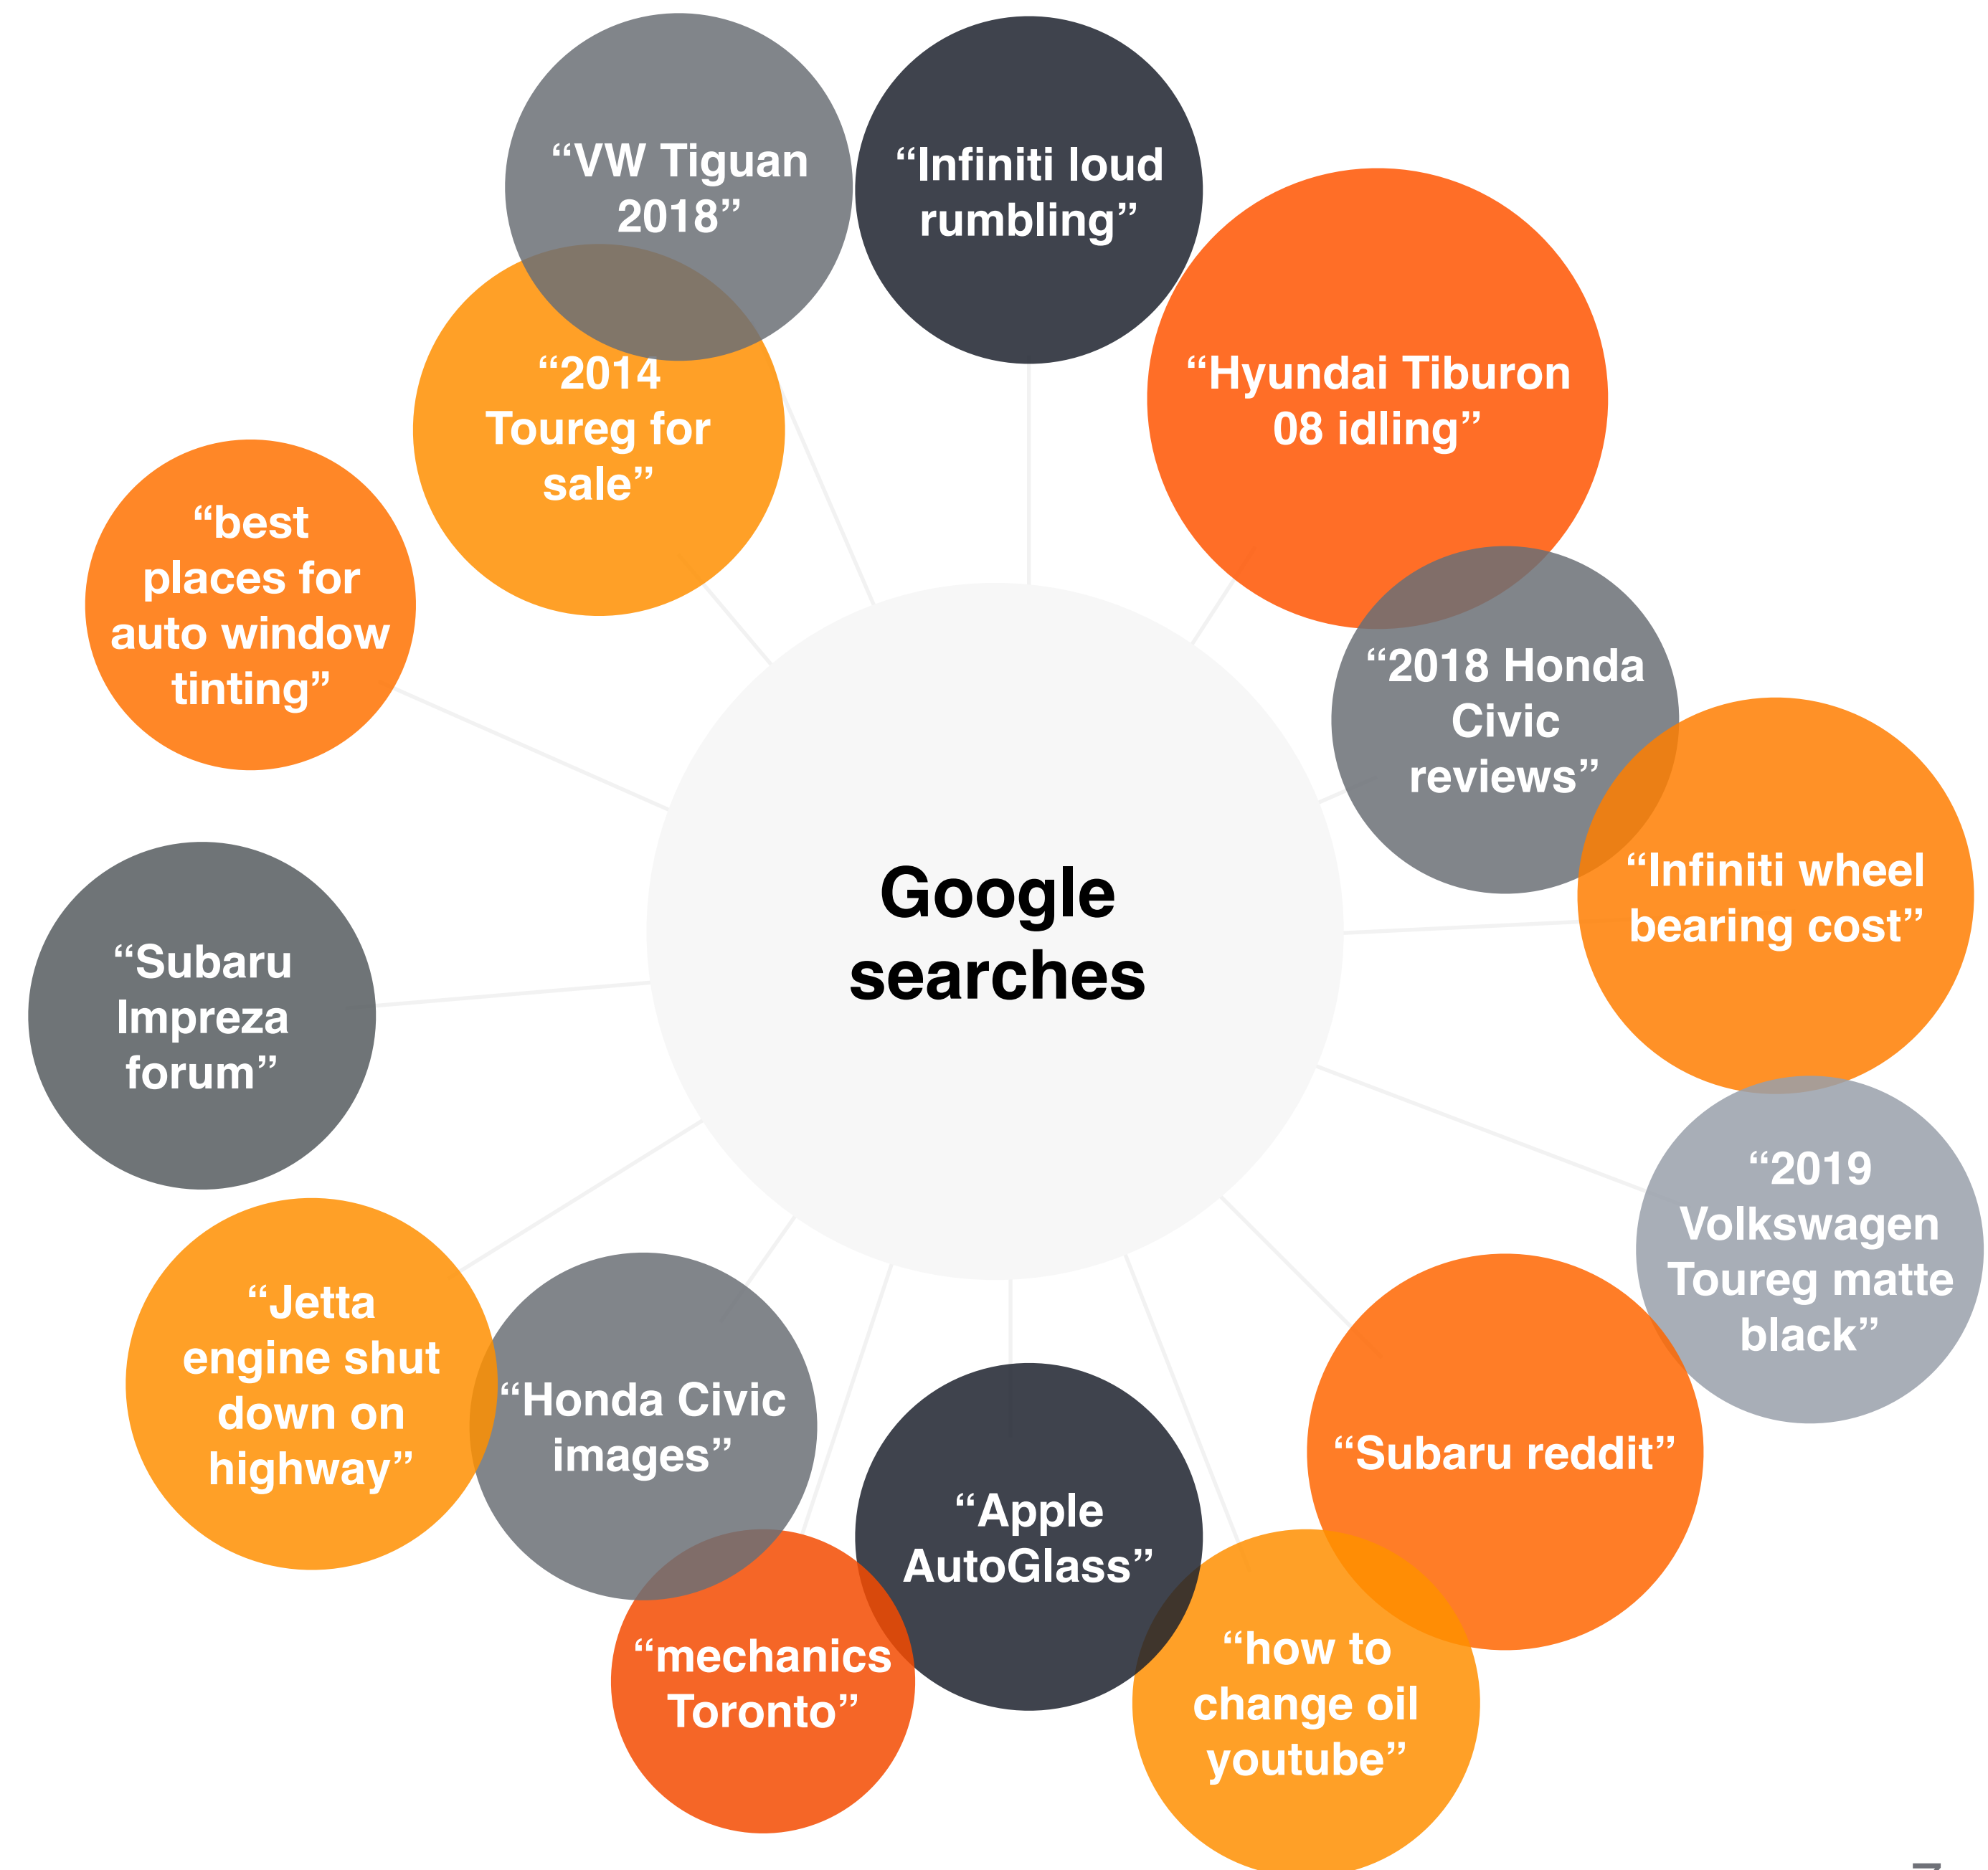 “VW Tiguan
2018”
“Infiniti loud
rumbling”
“Hyundai Tiburon
08 idling”
“2014
Toureg for
sale”
“best
places for
auto window
tinting”
“2018 Honda
Civic
reviews”
“Infiniti wheel
bearing cost”
Google
searches
“Subaru
Impreza
forum”
“2019
Volkswagen
Toureg matte
black”
“Jetta
engine shut
down on
highway”
“Honda Civic
images”
“Subaru reddit”
“Apple
AutoGlass”
“mechanics
Toronto”
“how to
change oil
youtube”